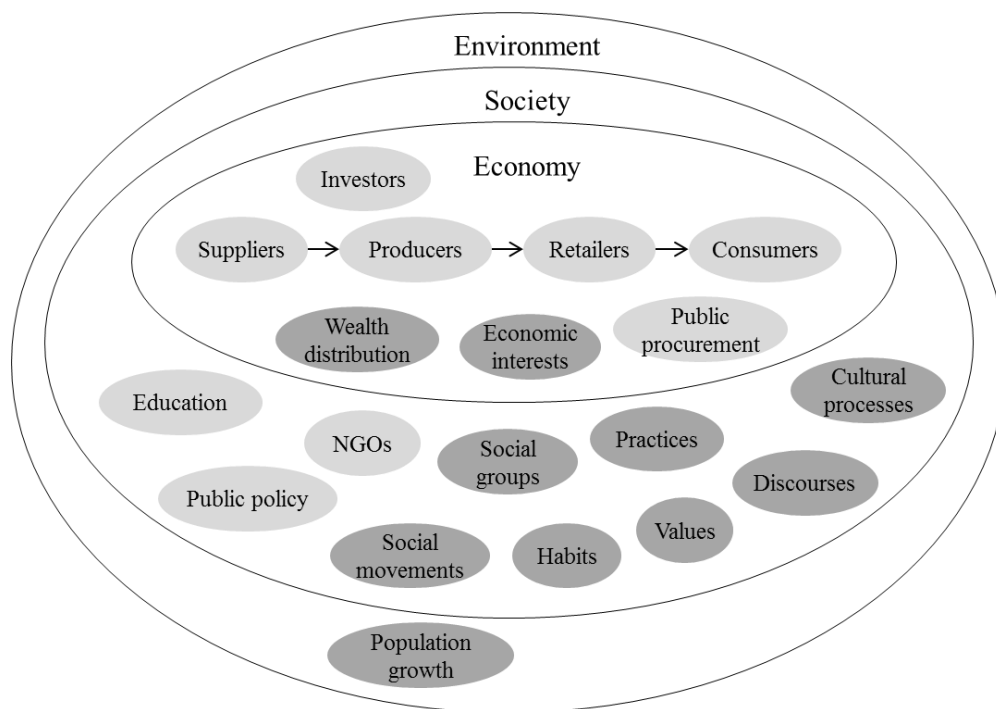 Environment
Society
Economy
Investors
Suppliers
Producers
Retailers
Consumers
Wealth
distribution
Economic
interests
Public
procurement
Education
NGOs
Public policy
Social
groups
Practices
Cultural
processes
Discourses
Values
Habits
Social
movements
Population
growth